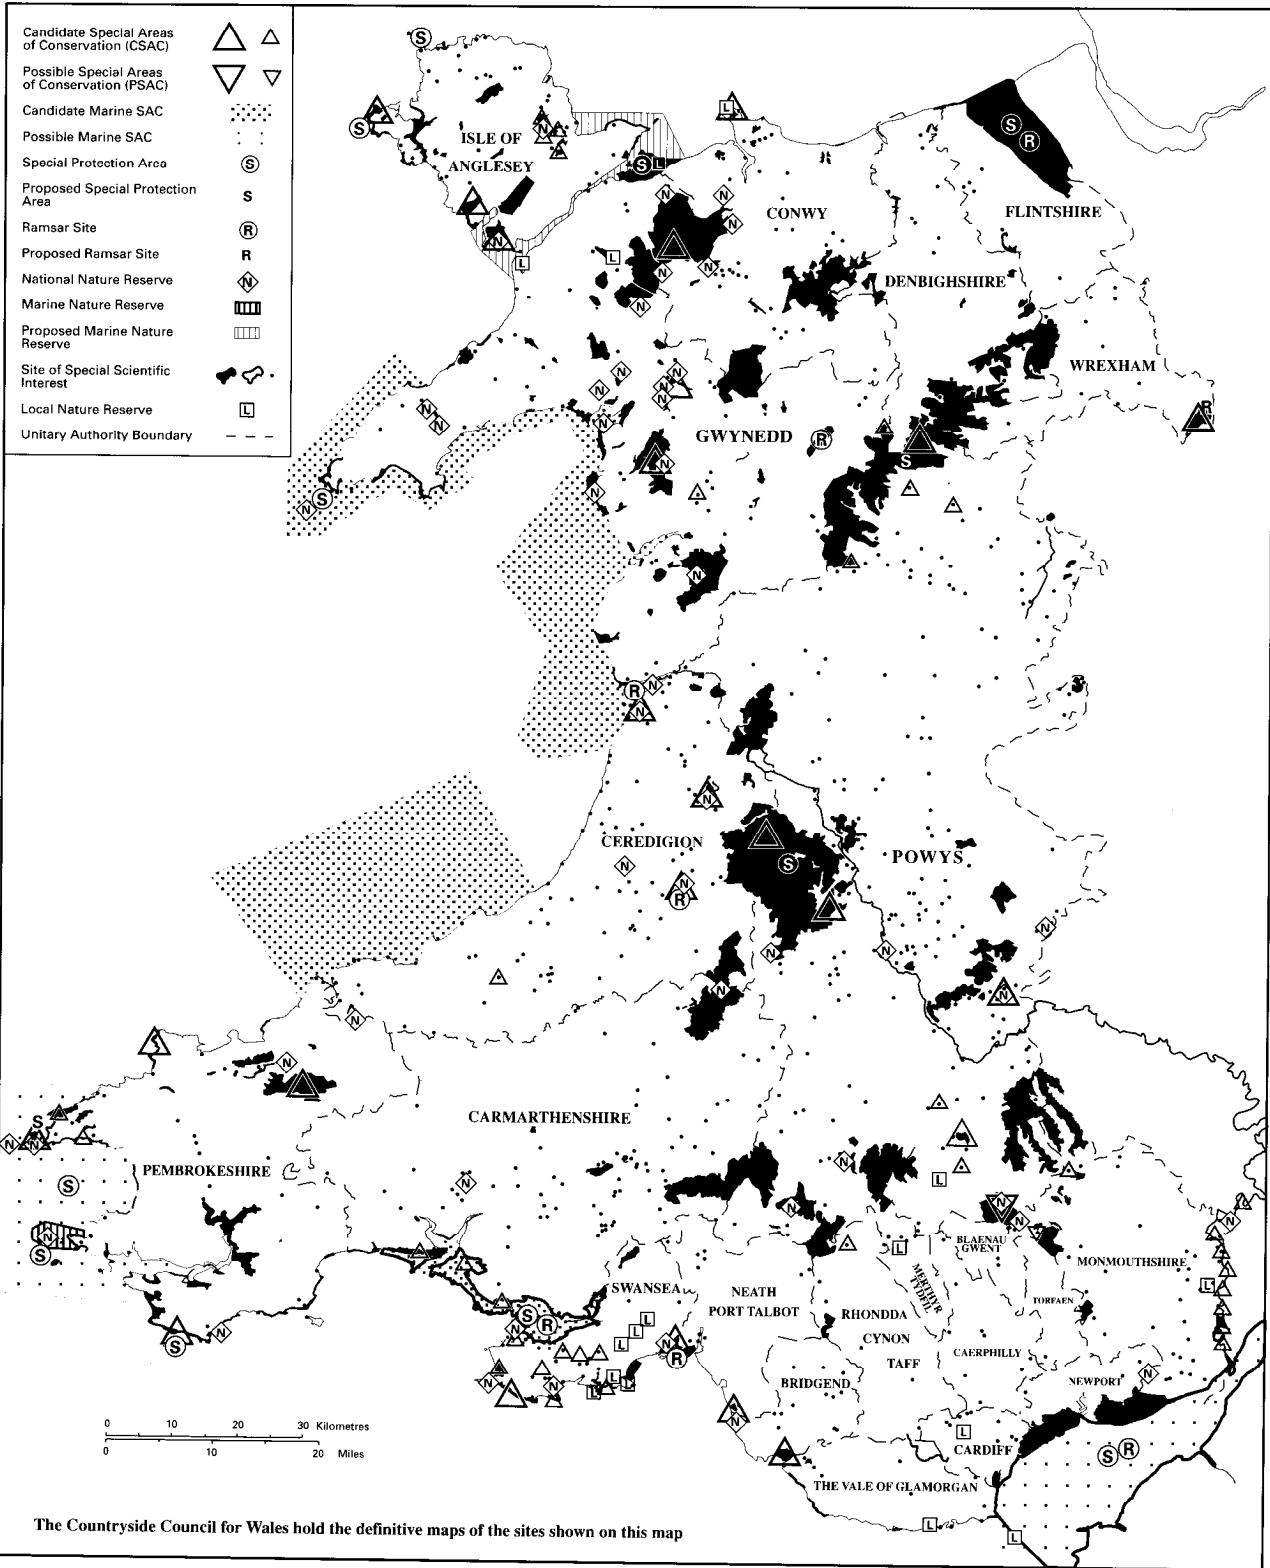 Candidate Special Areas
of Conservation (CSAC)
Possible Special Areas
of Conservation (PSAC)
Candidate Marine SAC
Possible Marine SAC
Special Protection Area
S
Proposed Special Protection
Area
S
Ramsar Site
R
Proposed Ramsar Site
R
National Nature Reserve
N
Marine Nature Reserve
Proposed Marine Nature
Reserve
Site of Special Scientific
Interest
Local Nature Reserve
L
Unitary Authority Boundary
ISLE OF
ANGLESEY
CONWY
FLINTSHIRE
DENBIGHSHIRE
WREXHAM
GWYNEDD
CEREDIGION
POWYS
CARMARTHENSHIRE
PEMBROKESHIRE
SWANSEA
NEATH
PORT TALBOT
BRIDGEND
RHONDDA
CYNON
TAFF
MERTHYR
TYDFIL
BLAENAU
GWENT
CAERPHILLY
TORFAEN
MONMOUTHSHIRE
NEWPORT
CARDIFF
THE VALE OF GLAMORGAN
0 10 20 30 Kilometres
0 10 20 Miles
The Countryside Council for Wales hold the definitive maps of the sites shown on this map